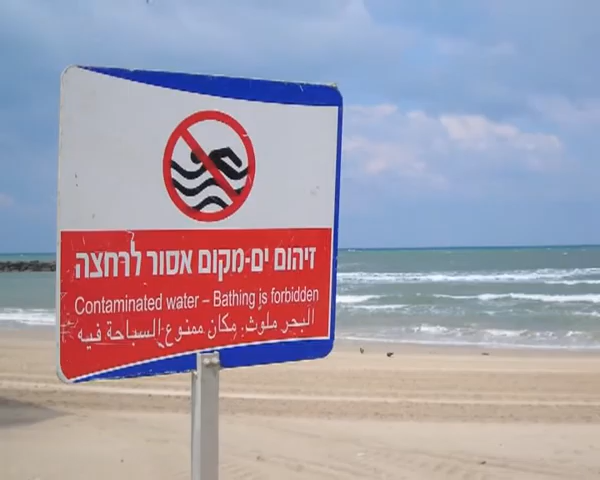 זיהום ים-מקום אסור לרחצה
Contaminated water – Bathing is forbidden
البحر ملوث: مكان ممنوع السباحة فيه